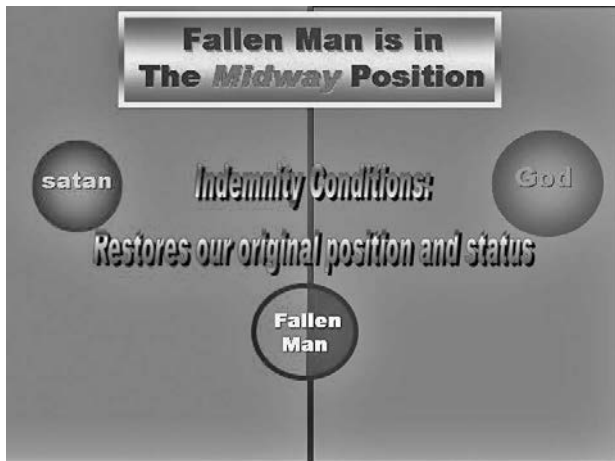 Fallen Man is in
The Midway Position
satan
God
Indemnity Conditions:
Restores our original position and status
Fallen
Man